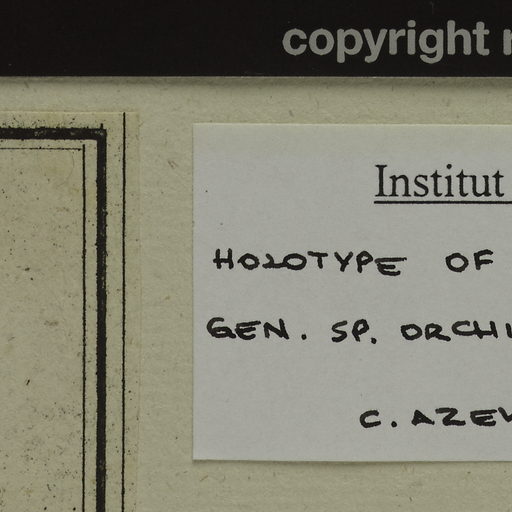 copyright
Institut
HOLOTYPE OF
GEN. SP. ORCHI
C. AZEV